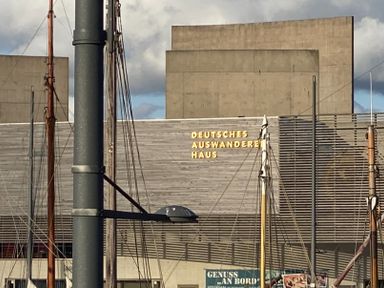 DEUTSCHES
AUSWANDERER
HAUS
GENUSS
„AN BORD"